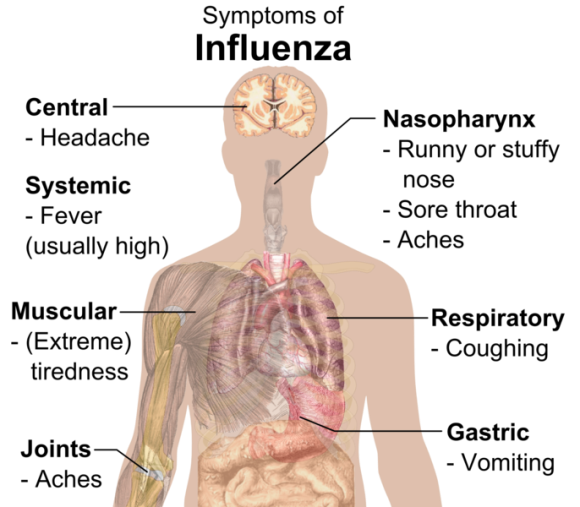 Symptoms of
Influenza
Central
- Headache
Systemic
- Fever
(usually high)
Muscular
- (Extreme)
tiredness
Joints
- Aches
Nasopharynx
- Runny or stuffy
nose
- Sore throat
- Aches
Respiratory
- Coughing
Gastric
- Vomiting